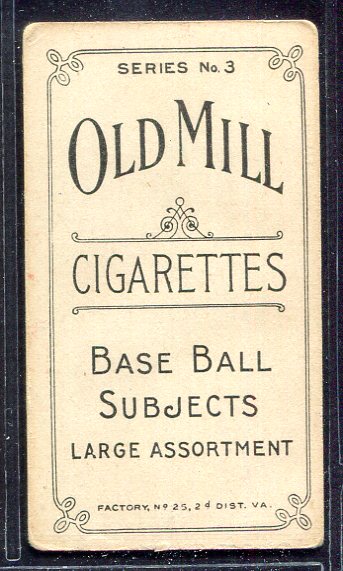 SERIES No. 3
OLD MILL
CIGARETTES
BASE BALL
SUBJECTS
LARGE ASSORTMENT
FACTORY, Nº 25, 2d DIST. VA.